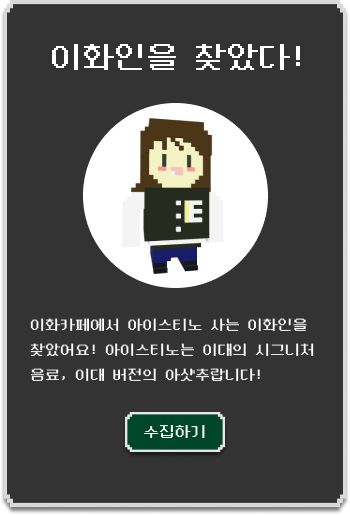 이화인을 찾았다!
E
이화카페에서 아이스티노 사는 이화인을
찾았어요! 아이스티노는 이대의 시그니처
음료, 이대 버전의 아샷추랍니다!
수집하기